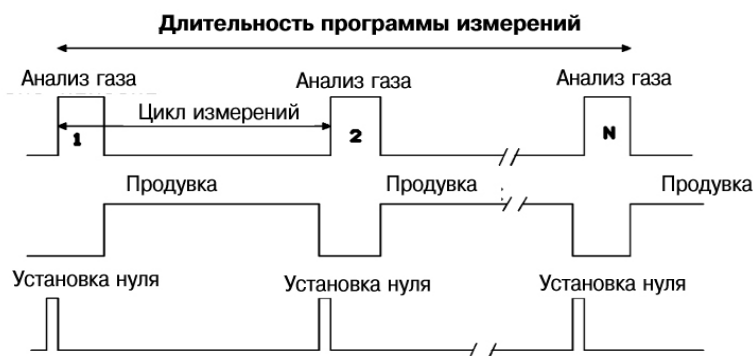 Длительность программы измерений
Анализ газа Анализ газа Анализ газа
Цикл измерений
1 2 N
Продувка Продувка Продувка
Установка нуля Установка нуля Установка нуля